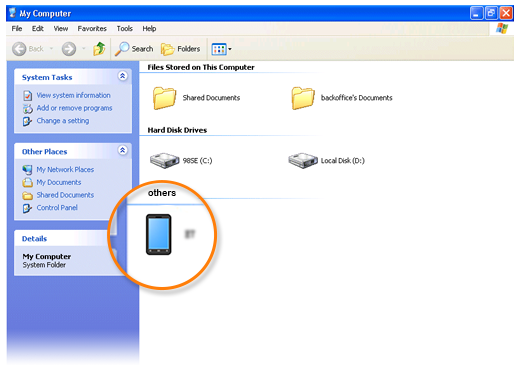 My Computer
File Edit View Favorites Tools Help
Back Search Folders
System Tasks
View system information
Add or remove programs
Change a setting
Other Places
My Network Places
My Documents
Shared Documents
Control Panel
Details
My Computer
System Folder
Files Stored on This Computer
Shared Documents backoffice's Documents
Hard Disk Drives
98SE (C:) Local Disk (D:)
others